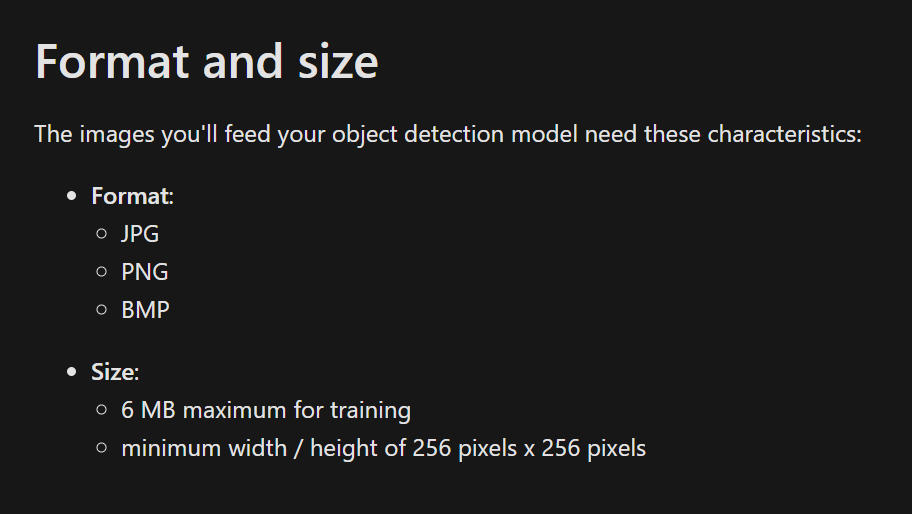 Format and size
The images you'll feed your object detection model need these characteristics:
Format:
JPG
PNG
BMP
Size:
6 MB maximum for training
minimum width / height of 256 pixels x 256 pixels